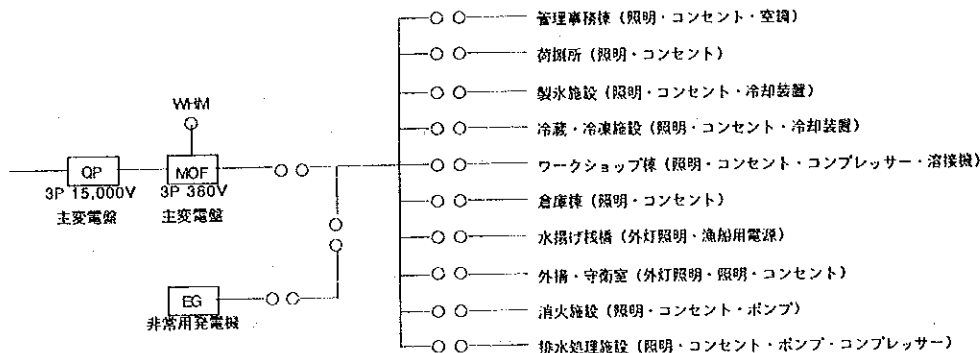 管理事務棟（照明・コンセント・空調）
荷捌所（照明・コンセント）
製氷施設（照明・コンセント・冷却装置）
冷蔵・冷凍施設（照明・コンセント・冷却装置）
ワークショップ棟（照明・コンセント・コンプレッサー・溶接機）
倉庫棟（照明・コンセント）
水揚げ桟橋（外灯照明・漁船用電源）
外構・守衛室（外灯照明・照明・コンセント）
消火施設（照明・コンセント・ポンプ）
排水処理施設（照明・コンセント・ポンプ・コンプレッサー）
WHM
QP
3P 15,000V
主変電盤
MOF
3P 380V
主変電盤
EG
非常用発電機